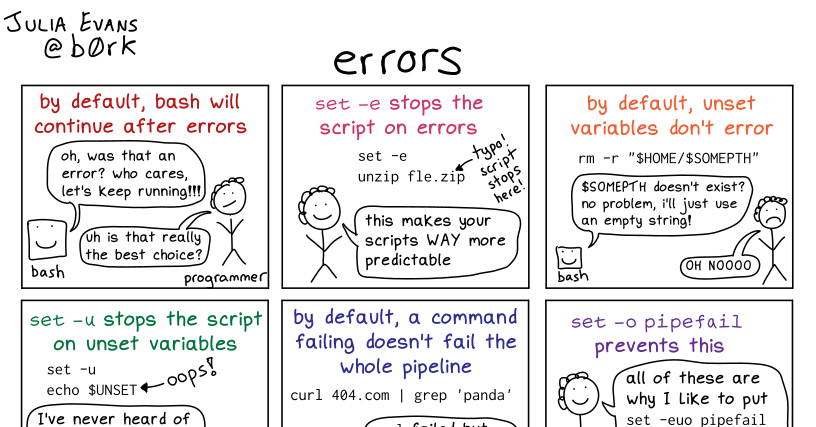 JULIA EVANS
@b0rk
errors
by default, bash will
continue after errors
oh, was that an
error? who cares,
let's keep running!!!
uh is that really
the best choice?
bash
programmer
set -e stops the
script on errors
set -e
unzip fle.zip
typo!
script
stops
here!
this makes your
scripts WAY more
predictable
by default, unset
variables don't error
rm -r "$HOME/$SOMEPTH"
$SOMEPTH doesn't exist?
no problem, i'll just use
an empty string!
bash
OH NOOOO
set -u stops the script
on unset variables
set -u
echo $UNSET
oops!
I've never heard of
by default, a command
failing doesn't fail the
whole pipeline
curl 404.com | grep 'panda'
failed but
set -o pipefail
prevents this
all of these are
why I like to put
set -euo pipefail